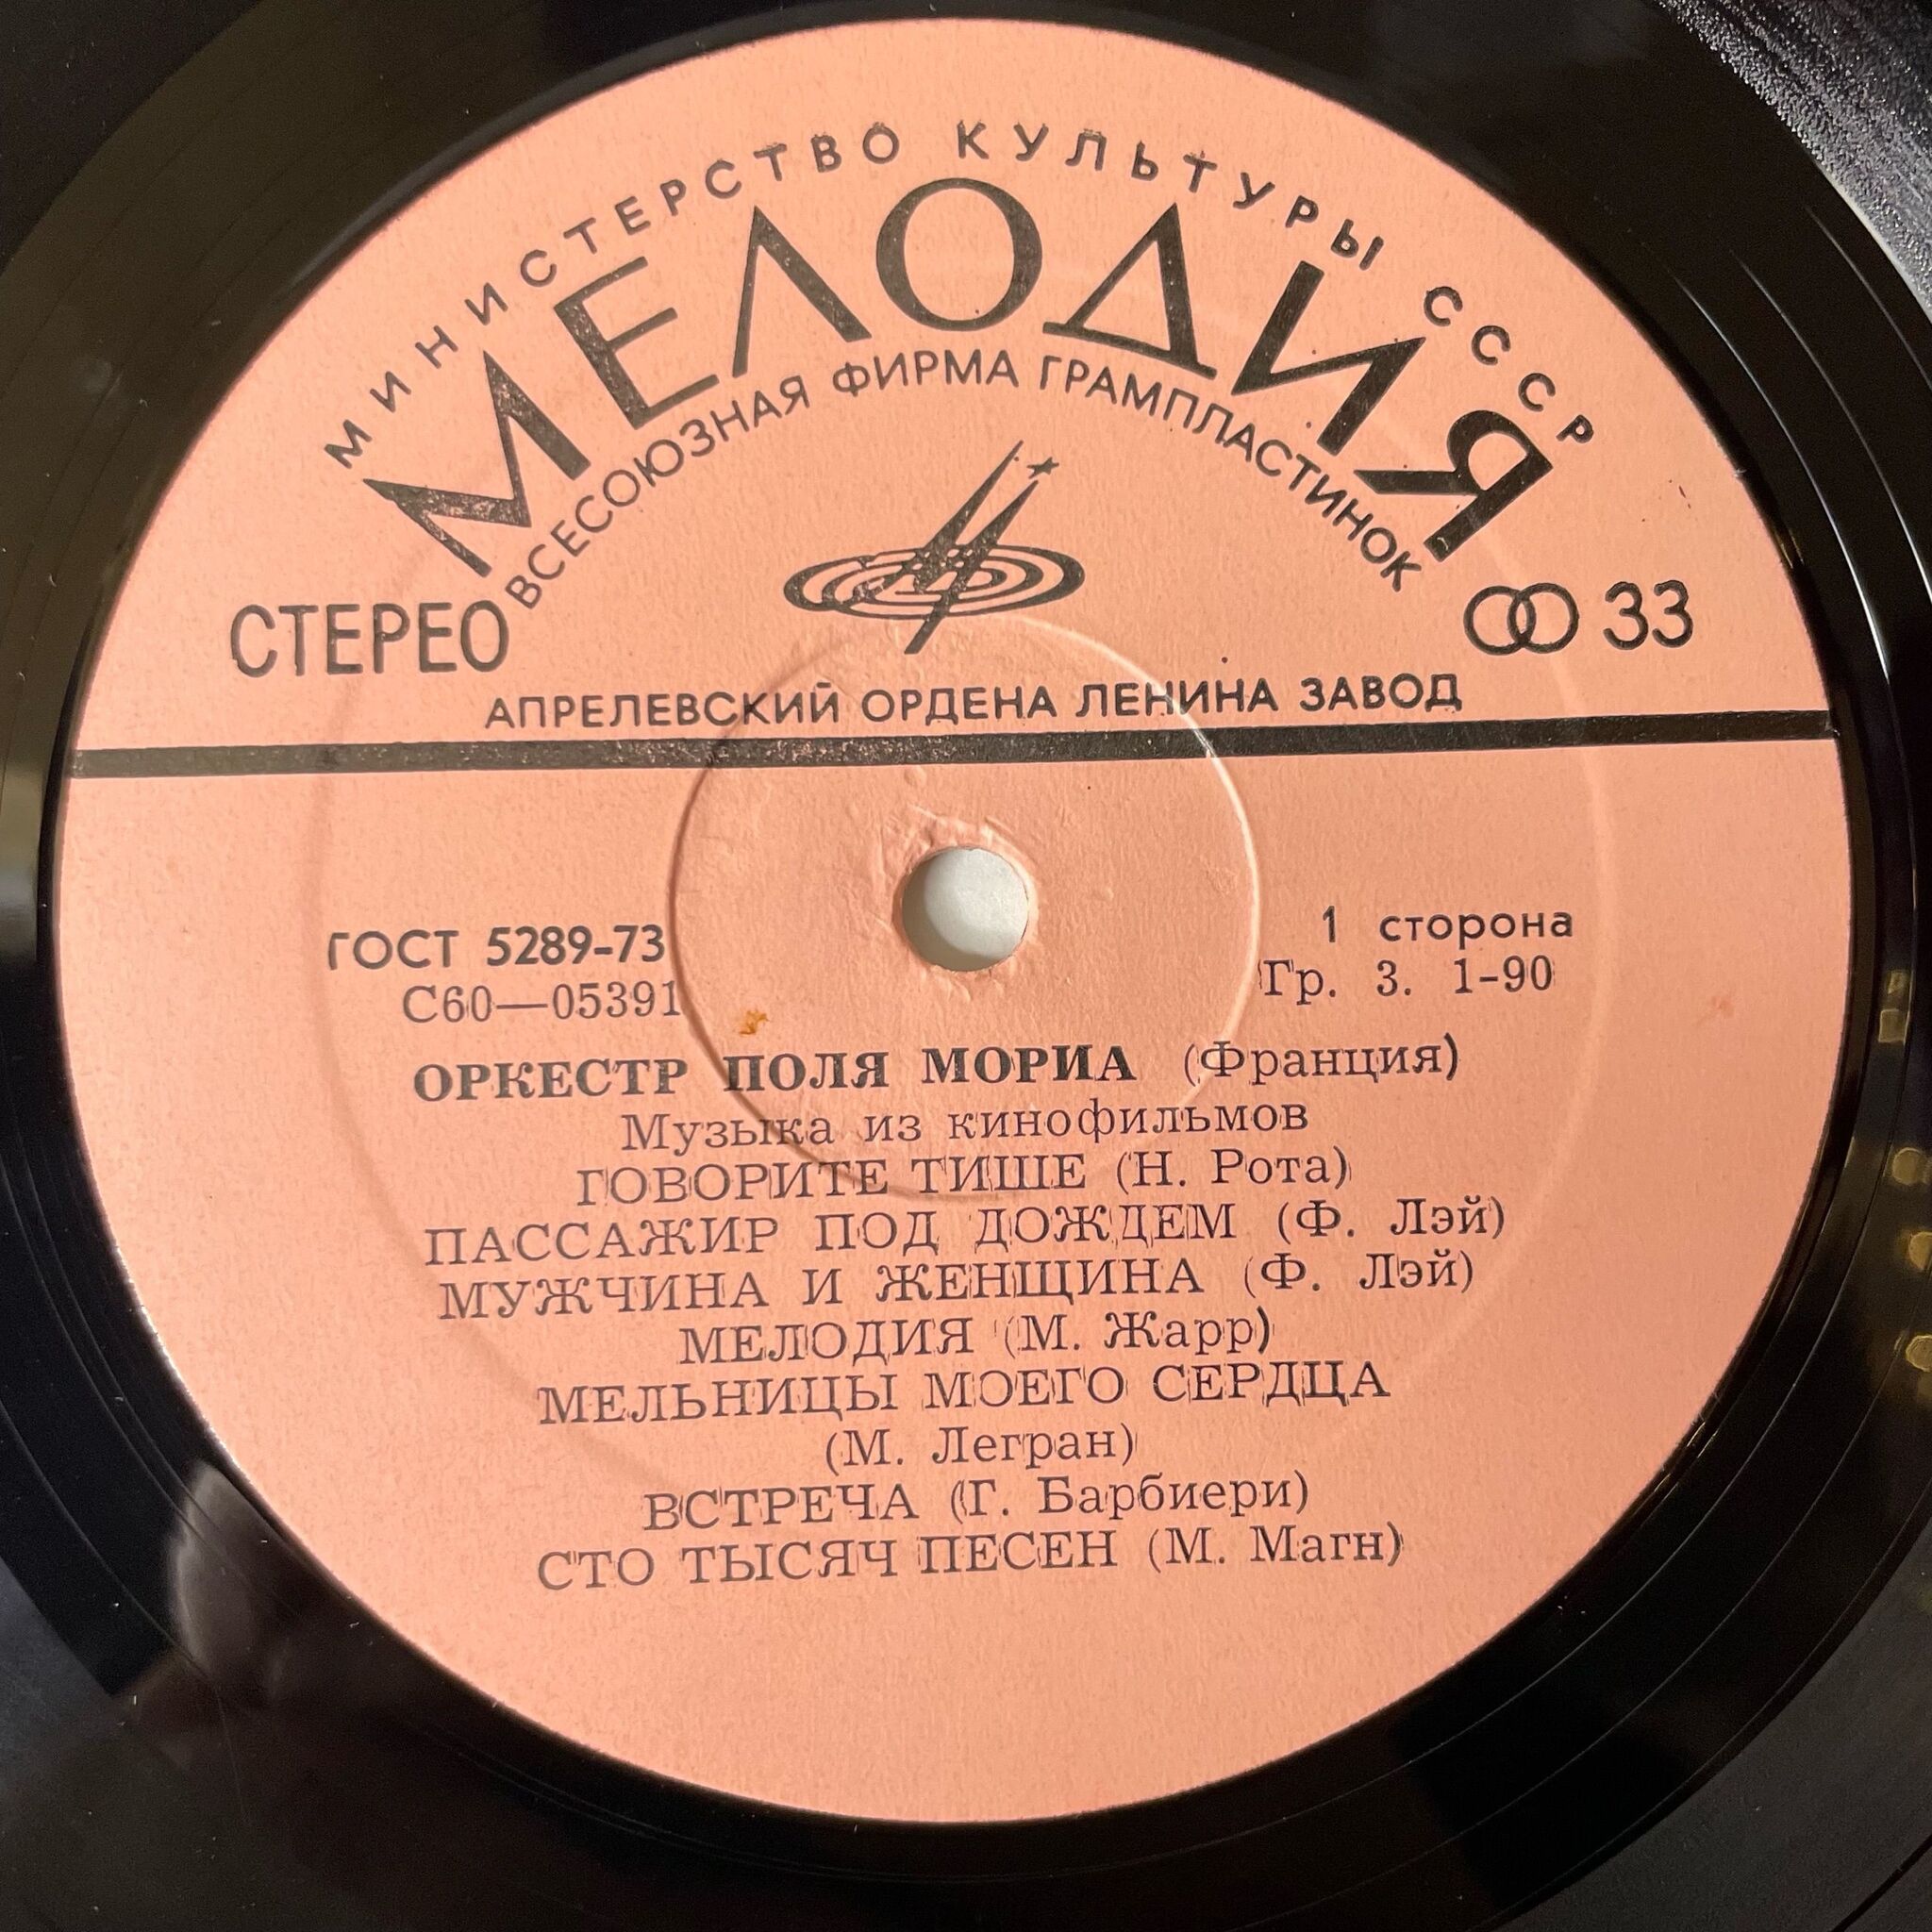 МИНИСТЕРСТВО КУЛЬТУРЫ СССР
МЕЛОДИЯ
ВСЕСОЮЗНАЯ ФИРМА ГРАМПЛАСТИНОК
СТЕРЕО
33
АПРЕЛЕВСКИЙ ОРДЕНА ЛЕНИНА ЗАВОД
ГОСТ 5289-73
1 сторона
С60—05391
Гр. 3. 1-90
ОРКЕСТР ПОЛЯ МОРИА (Франция)
Музыка из кинофильмов
ГОВОРИТЕ ТИШЕ (Н. Рота)
ПАССАЖИР ПОД ДОЖДЕМ (Ф. Лэй)
МУЖЧИНА И ЖЕНЩИНА (Ф. Лэй)
МЕЛОДИЯ (М. Жарр)
МЕЛЬНИЦЫ МОЕГО СЕРДЦА
(М. Легран)
ВСТРЕЧА (Г. Барбиери)
СТО ТЫСЯЧ ПЕСЕН (М. Магн)